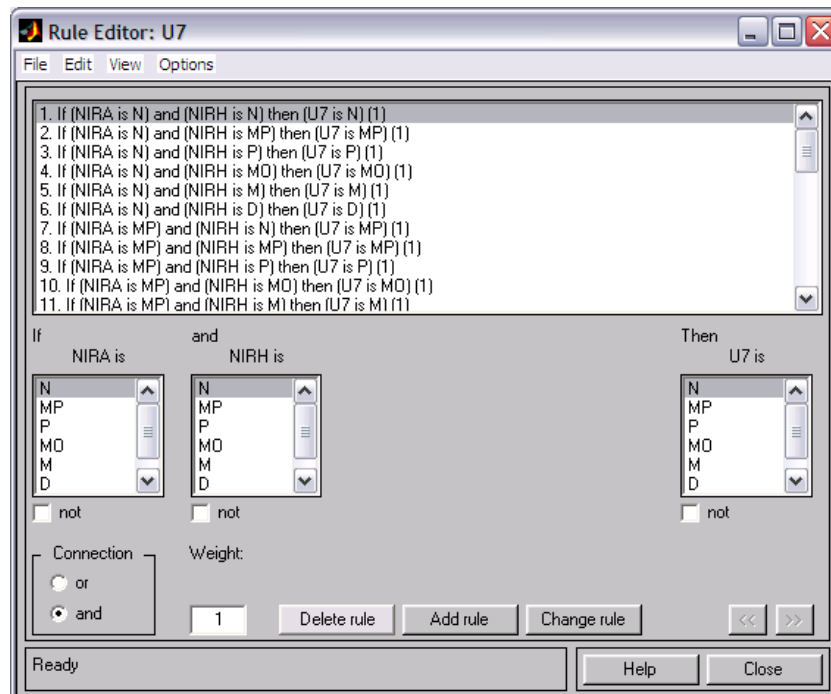 Rule Editor: U7
File Edit View Options
1. If (NIRA is N) and (NIRH is N) then (U7 is N) (1)
2. If (NIRA is N) and (NIRH is MP) then (U7 is MP) (1)
3. If (NIRA is N) and (NIRH is P) then (U7 is P) (1)
4. If (NIRA is N) and (NIRH is MO) then (U7 is MO) (1)
5. If (NIRA is N) and (NIRH is M) then (U7 is M) (1)
6. If (NIRA is N) and (NIRH is D) then (U7 is D) (1)
7. If (NIRA is MP) and (NIRH is N) then (U7 is MP) (1)
8. If (NIRA is MP) and (NIRH is MP) then (U7 is MP) (1)
9. If (NIRA is MP) and (NIRH is P) then (U7 is P) (1)
10. If (NIRA is MP) and (NIRH is MO) then (U7 is MO) (1)
11. If (NIRA is MP) and (NIRH is M) then (U7 is M) (1)
If and Then
NIRA is NIRH is U7 is
N N N
MP MP MP
P P P
MO MO MO
M M M
D D D
not not not
Connection Weight:
or
and 1 Delete rule Add rule Change rule << >>
Ready Help Close